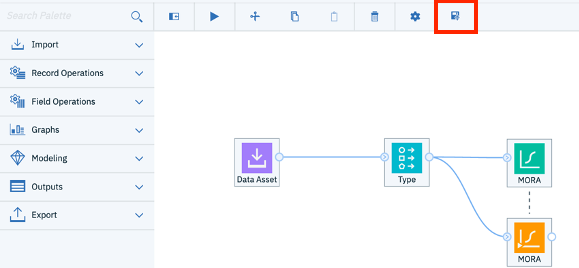 Search Palette
Import
Record Operations
Field Operations
Graphs
Modeling
Outputs
Export
Data Asset
Type
MORA
MORA